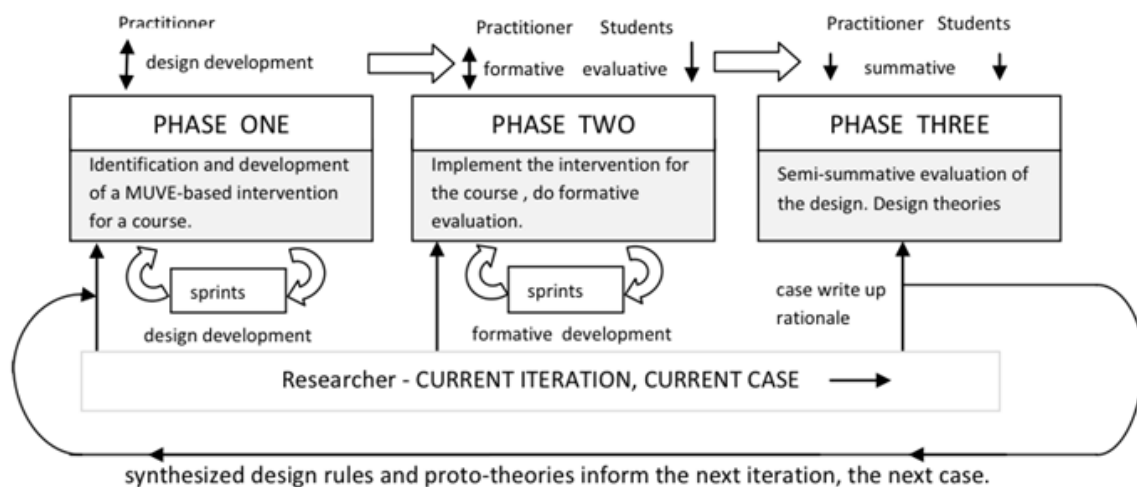 Practitioner
design development
Practitioner Students
formative evaluative
Practitioner Students
summative
PHASE ONE
Identification and development
of a MUVE-based intervention
for a course.
PHASE TWO
Implement the intervention for
the course , do formative
evaluation.
PHASE THREE
Semi-summative evaluation of
the design. Design theories
sprints
design development
sprints
formative development
case write up
rationale
Researcher - CURRENT ITERATION, CURRENT CASE
synthesized design rules and proto-theories inform the next iteration, the next case.